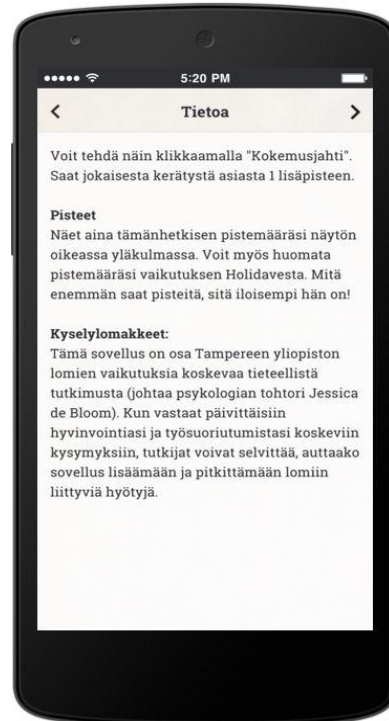 5:20 PM
Tietoa
Voit tehdä näin klikkaamalla "Kokemusjahti".
Saat jokaisesta kerätystä asiasta 1 lisäpisteen.
Pisteet
Näet aina tämänhetkisen pistemääräsi näytön
oikeassa yläkulmassa. Voit myös huomata
pistemääräsi vaikutuksen Holidavesta. Mitä
enemmän saat pisteitä, sitä iloisempi hän on!
Kyselylomakkeet:
Tämä sovellus on osa Tampereen yliopiston
lomien vaikutuksia koskevaa tieteellistä
tutkimusta (johtaa psykologian tohtori Jessica
de Bloom). Kun vastaat päivittäisiin
hyvinvointiasi ja työsuoriutumistasi koskeviin
kysymyksiin, tutkijat voivat selvittää, auttaako
sovellus lisäämään ja pitkittämään lomiin
liittyviä hyötyjä.